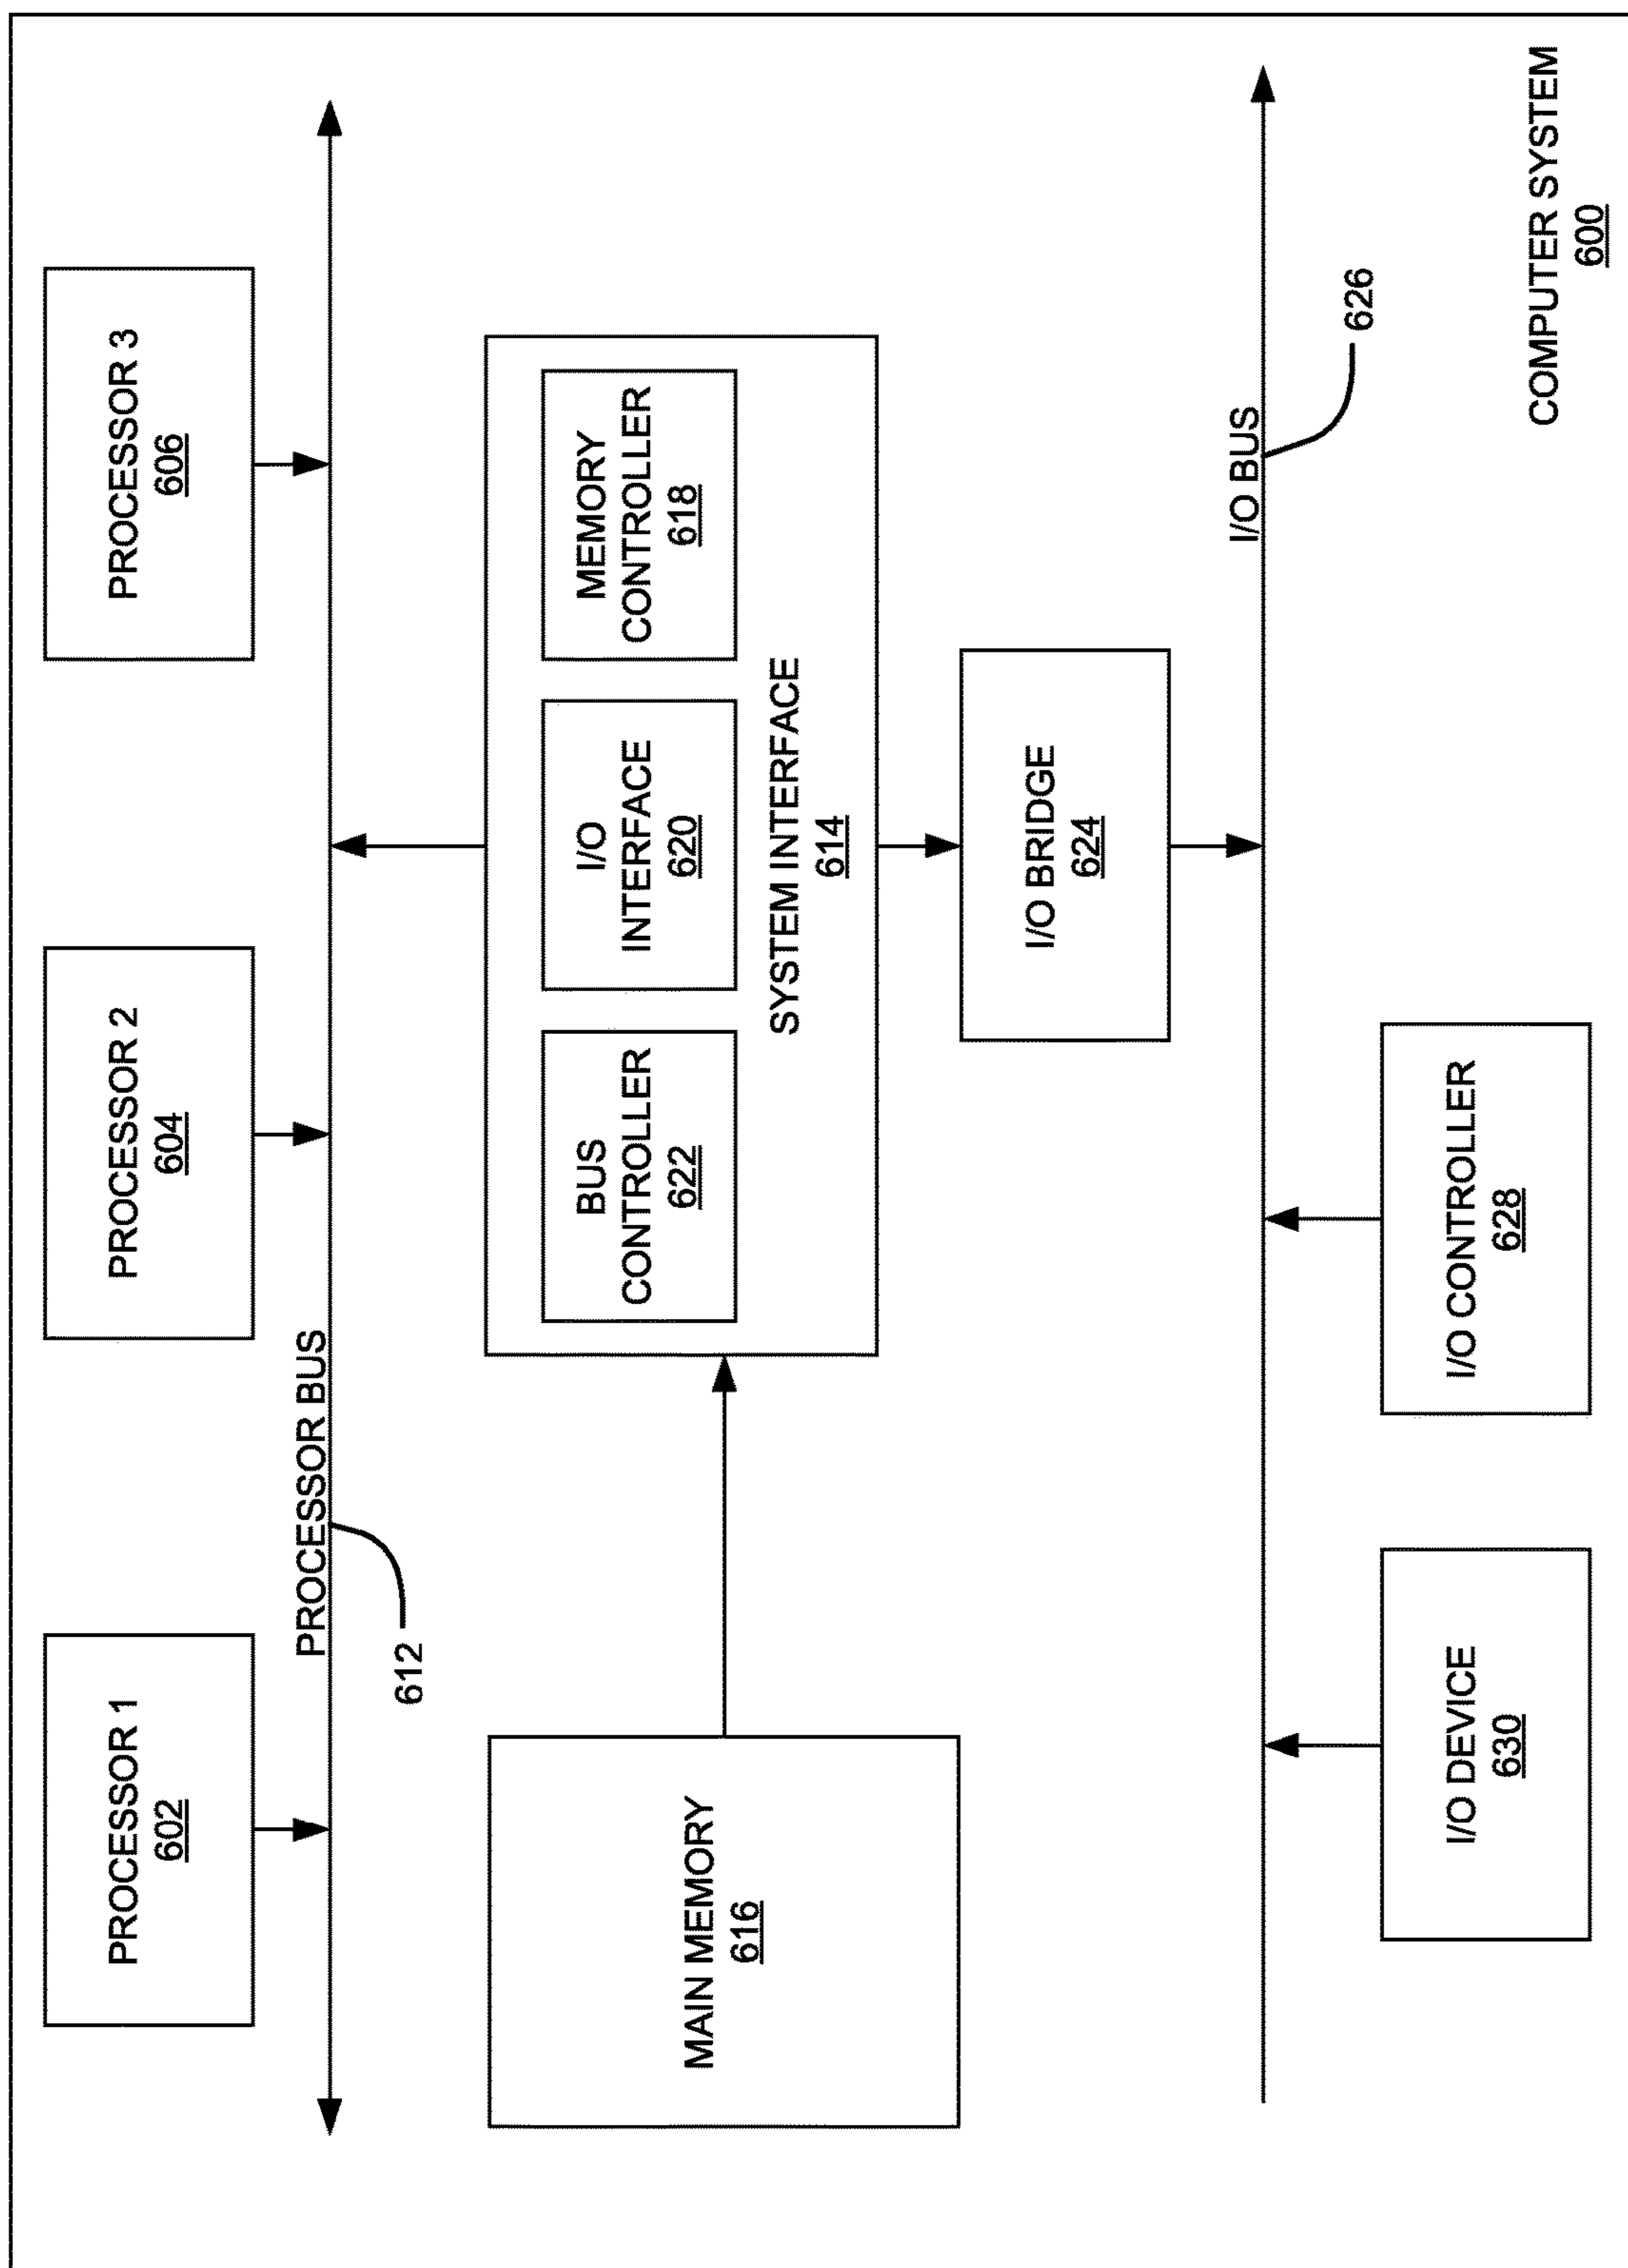 PROCESSOR 1
602
PROCESSOR 2
604
PROCESSOR 3
606
PROCESSOR BUS
612
MAIN MEMORY
616
BUS
CONTROLLER
622
I/O
INTERFACE
620
MEMORY
CONTROLLER
618
SYSTEM INTERFACE
614
I/O BRIDGE
624
I/O BUS
626
I/O DEVICE
630
I/O CONTROLLER
628
COMPUTER SYSTEM
600